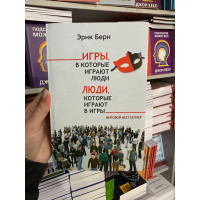 Эрик Берн
ИГРЫ,
В КОТОРЫЕ
ИГРАЮТ
ЛЮДИ
ЛЮДИ,
КОТОРЫЕ
ИГРАЮТ
В ИГРЫ
МИРОВОЙ БЕСТСЕЛЛЕР